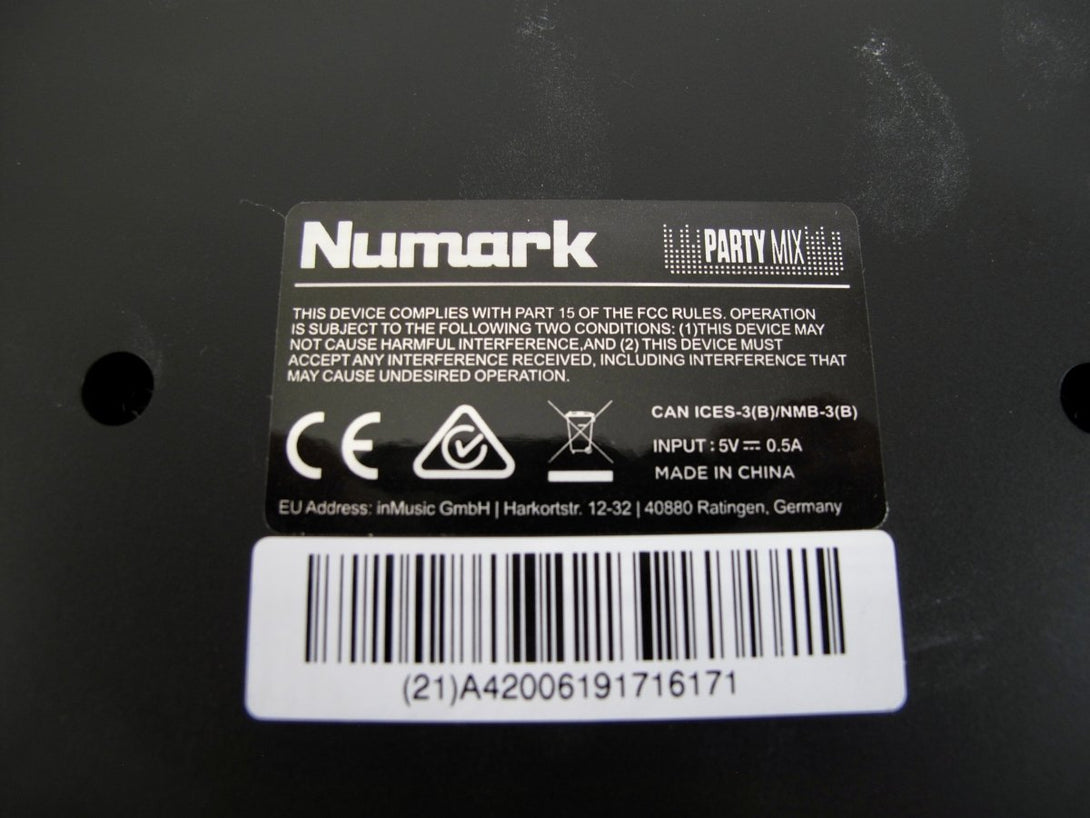 Numark
PARTY MIX
THIS DEVICE COMPLIES WITH PART 15 OF THE FCC RULES. OPERATION
IS SUBJECT TO THE FOLLOWING TWO CONDITIONS: (1)THIS DEVICE MAY
NOT CAUSE HARMFUL INTERFERENCE,AND (2) THIS DEVICE MUST
ACCEPT ANY INTERFERENCE RECEIVED, INCLUDING INTERFERENCE THAT
MAY CAUSE UNDESIRED OPERATION.
CE
CAN ICES-3(B)/NMB-3(B)
INPUT : 5V⎓ 0.5A
MADE IN CHINA
EU Address: inMusic GmbH | Harkortstr. 12-32 | 40880 Ratingen, Germany
(21)A42006191716171